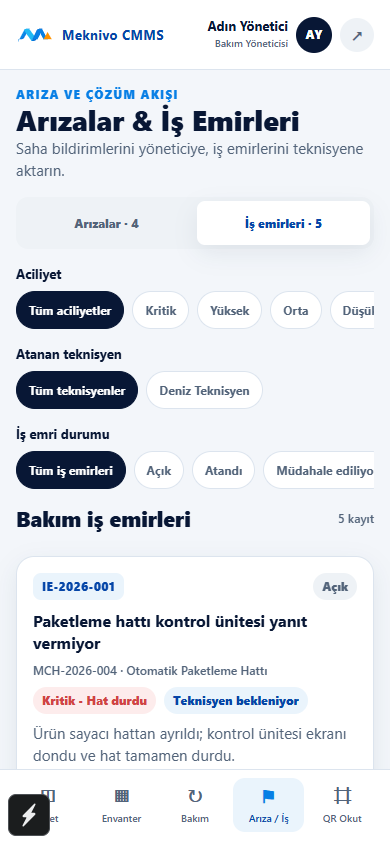 Meknivo CMMS
Adın Yönetici
Bakım Yöneticisi
AY
ARIZA VE ÇÖZÜM AKIŞI
Arızalar & İş Emirleri
Saha bildirimlerini yöneticiye, iş emirlerini teknisyene
aktarın.
Arızalar · 4
İş emirleri · 5
Aciliyet
Tüm aciliyetler
Kritik
Yüksek
Orta
Atanan teknisyen
Tüm teknisyenler
Deniz Teknisyen
İş emri durumu
Tüm iş emirleri
Açık
Atandı
Müdahale ediliyo
Bakım iş emirleri
5 kayıt
IE-2026-001
Açık
Paketleme hattı kontrol ünitesi yanıt
vermiyor
MCH-2026-004 · Otomatik Paketleme Hattı
Kritik - Hat durdu
Teknisyen bekleniyor
Ürün sayacı hattan ayrıldı; kontrol ünitesi ekranı
dondu ve hat tamamen durdu.
Envanter
Bakım
Arıza / İş
QR Okut